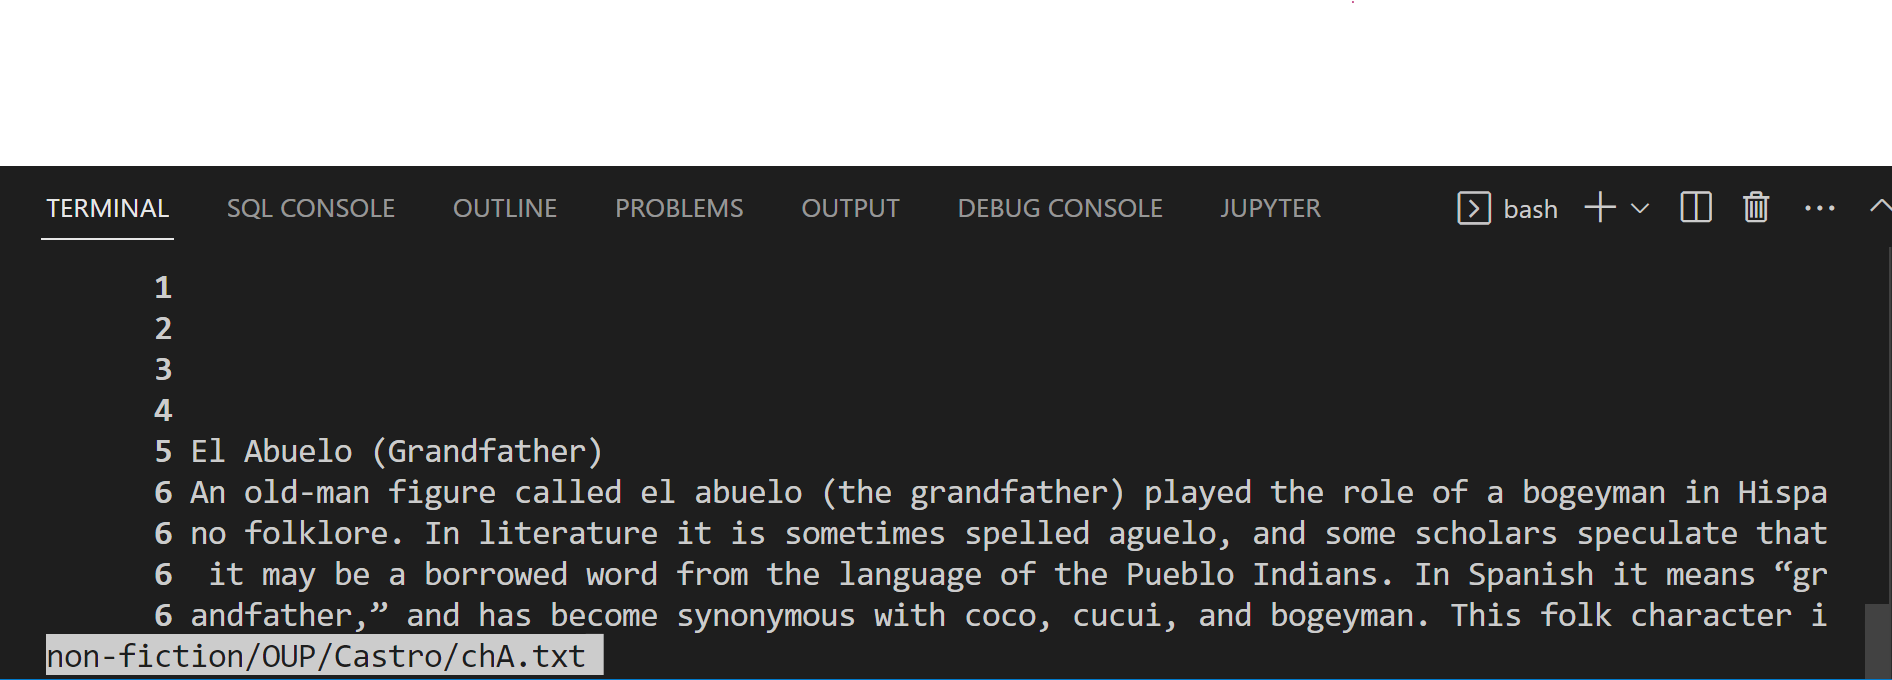 TERMINAL SQL CONSOLE OUTLINE PROBLEMS OUTPUT DEBUG CONSOLE JUPYTER bash
1
2
3
4
5 El Abuelo (Grandfather)
6 An old-man figure called el abuelo (the grandfather) played the role of a bogeyman in Hispa
6 no folklore. In literature it is sometimes spelled aguelo, and some scholars speculate that
6  it may be a borrowed word from the language of the Pueblo Indians. In Spanish it means “gr
6 andfather,” and has become synonymous with coco, cucui, and bogeyman. This folk character i
non-fiction/OUP/Castro/chA.txt